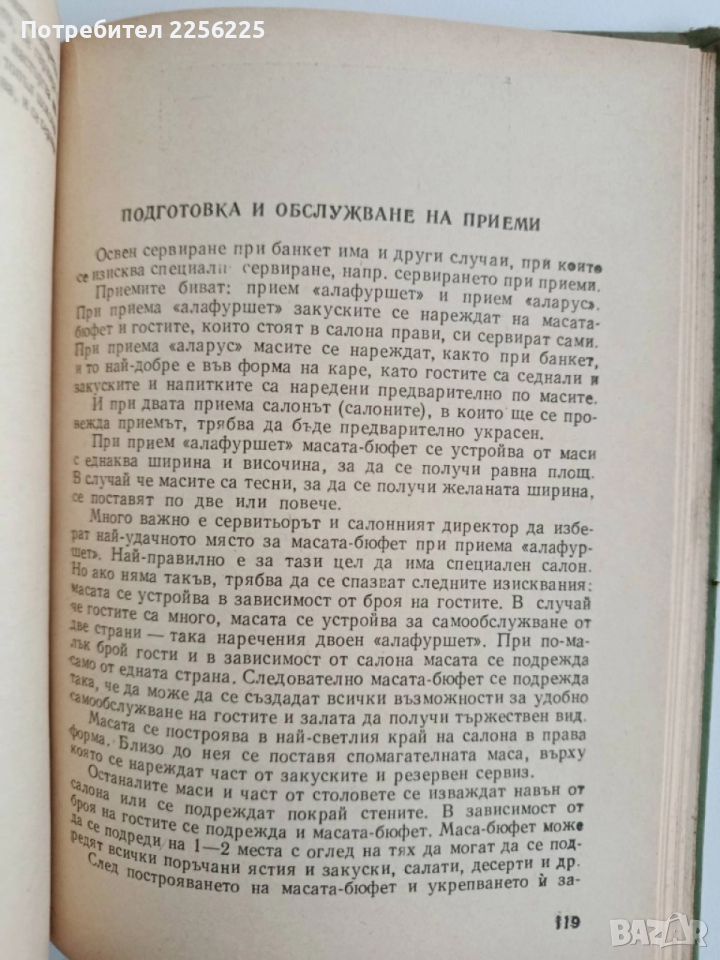 Потребител 2256225
ПОДГОТОВКА И ОБСЛУЖВАНЕ НА ПРИЕМИ
Освен сервиране при банкет има и други случаи, при които
се изисква специални сервиране, напр. сервирането при приеми.
Приемите биват: прием «алафуршет» и прием «аларус».
При приема «алафуршет» закуските се нареждат на масата-
бюфет и гостите, които стоят в салона прави, си сервират сами.
При приема «аларус» масите се нареждат, както при банкет,
и то най-добре е във форма на каре, като гостите са седнали и
закуските и напитките са наредени предварително по масите.
И при двата приема салонът (салоните), в които ще се про-
вежда приемът, трябва да бъде предварително украсен.
При прием «алафуршет» масата-бюфет се устройва от маси
с еднаква ширина и височина, за да се получи равна площ.
В случай че масите са тесни, за да се получи желаната ширина,
се поставят по две или повече.
Много важно е сервитьорът и салонният директор да избе-
рат най-удачното място за масата-бюфет при приема «алафур-
шет». Най-правилно е за тази цел да има специален салон.
Но ако няма такъв, трябва да се спазват следните изисквания:
масата се устройва в зависимост от броя на гостите. В случай
че гостите са много, масата се устройва за самообслужване от
две страни — така наречения двоен «алафуршет». При по-ма-
лък брой гости и в зависимост от салона масата се подрежда
само от едната страна. Следователно масата-бюфет се подрежда
така, че да може да се създадат всички възможности за удобно
самообслужване на гостите и залата да получи тържествен вид.
Масата се построява в най-светлия край на салона в права
форма. Близо до нея се поставя спомагателната маса, върху
която се нареждат част от закуските и резервен сервиз.
Останалите маси и част от столовете се изваждат навън от
салона или се подреждат покрай стените. В зависимост от
броя на гостите се подрежда и масата-бюфет. Маса-бюфет може
да се подреди на 1—2 места с оглед на тях да могат да се под-
редят всички поръчани ястия и закуски, салати, десерти и др.
След построяването на масата-бюфет и укрепването ѝ за-
119
BAZAR